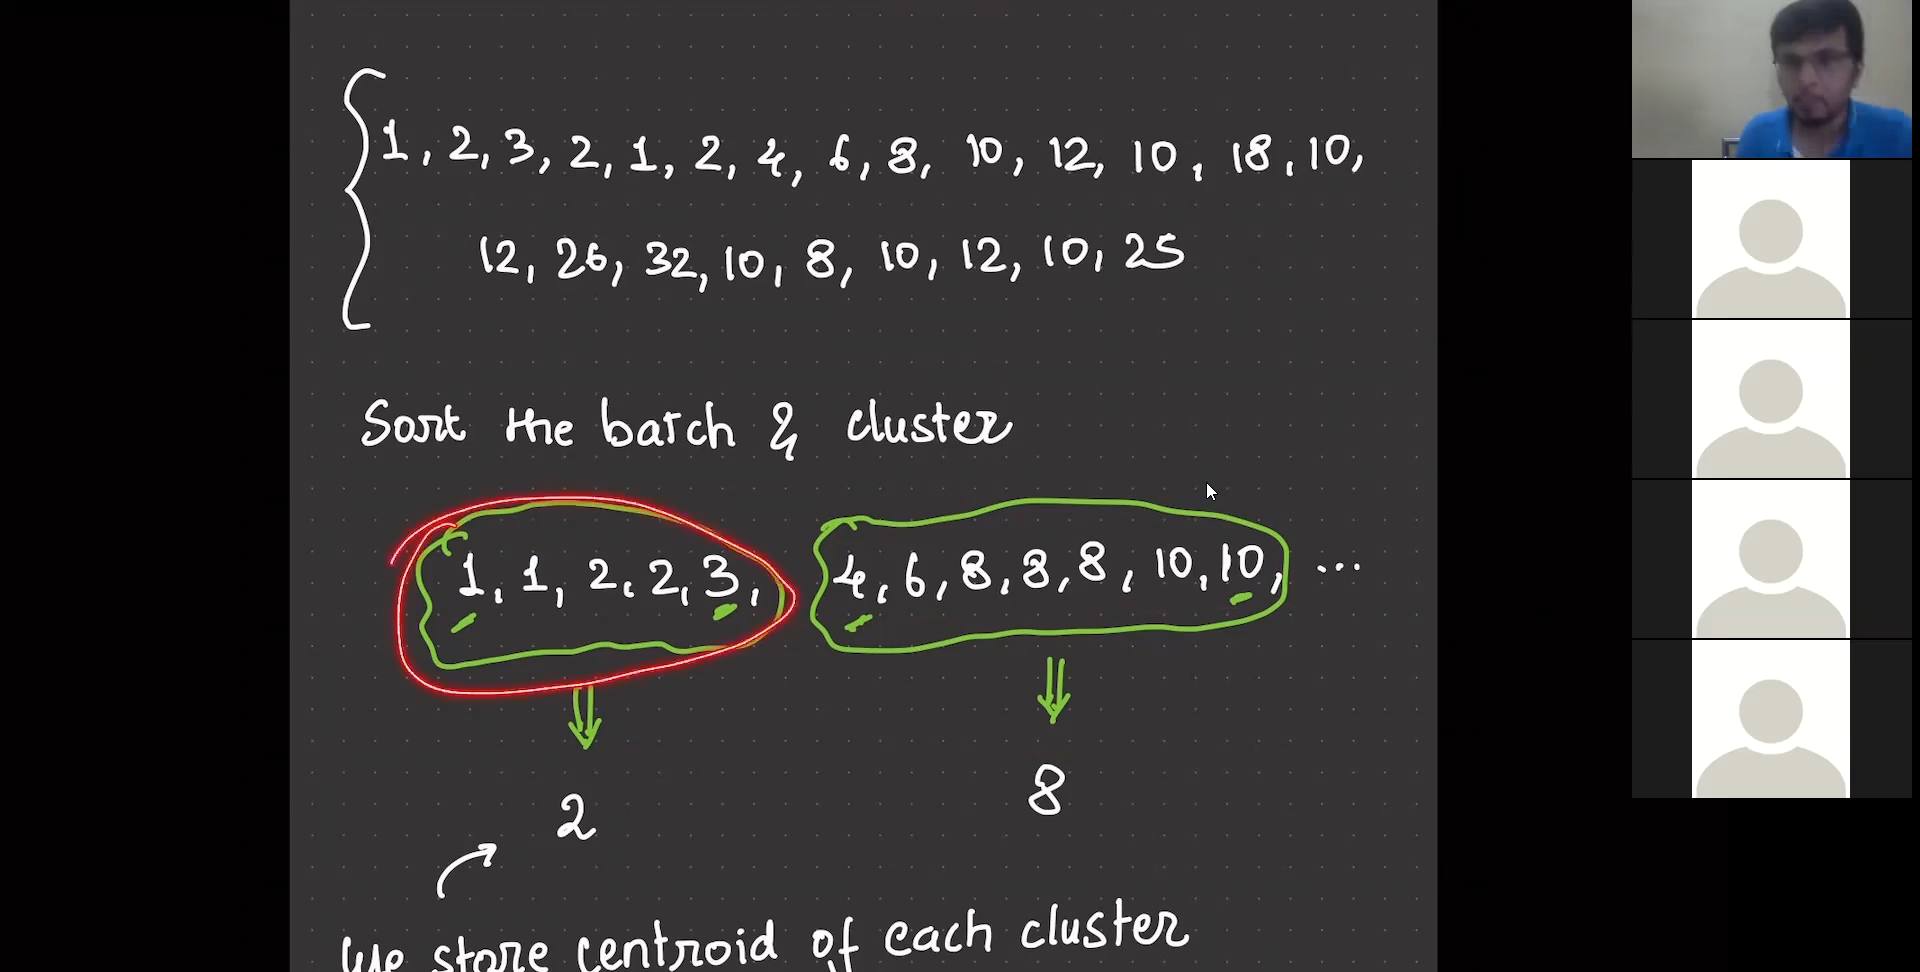 1, 2, 3, 2, 1, 2, 4, 6, 8, 10, 12, 10, 18, 10,
12, 26, 32, 10, 8, 10, 12, 10, 25
Sort the batch & cluster
1, 1, 2, 2, 3, 4, 6, 8, 8, 8, 10, 10, ...
2 8
We store centroid of each cluster